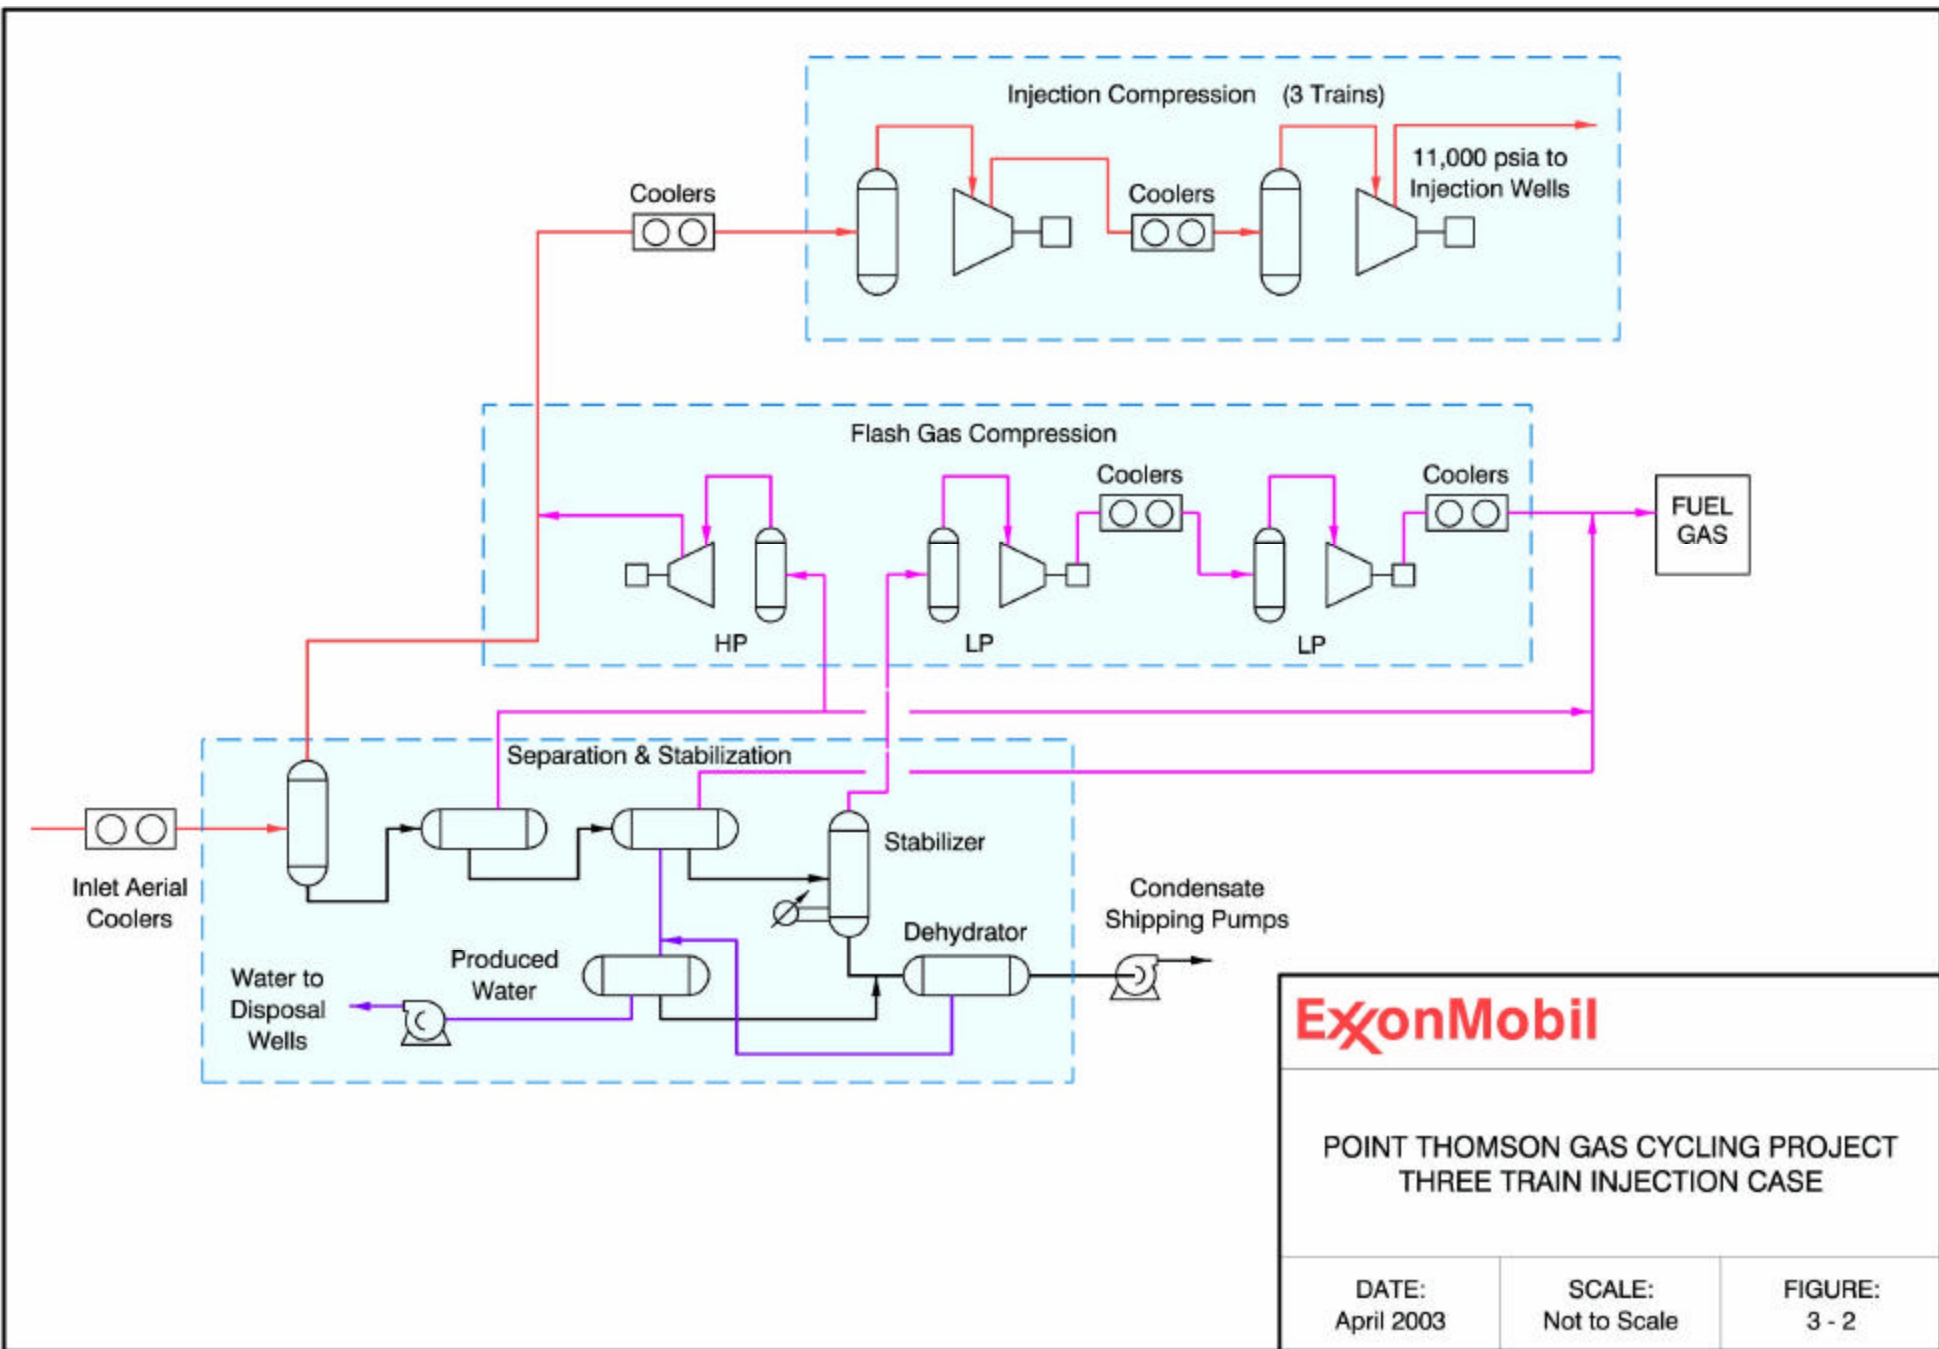 Injection Compression (3 Trains)
11,000 psia to
Injection Wells
Coolers
Coolers
Flash Gas Compression
Coolers
Coolers
FUEL
GAS
HP
LP
LP
Separation & Stabilization
Stabilizer
Inlet Aerial
Coolers
Condensate
Shipping Pumps
Dehydrator
Produced
Water
Water to
Disposal
Wells
ExxonMobil
POINT THOMSON GAS CYCLING PROJECT
THREE TRAIN INJECTION CASE
DATE:
April 2003
SCALE:
Not to Scale
FIGURE:
3 - 2